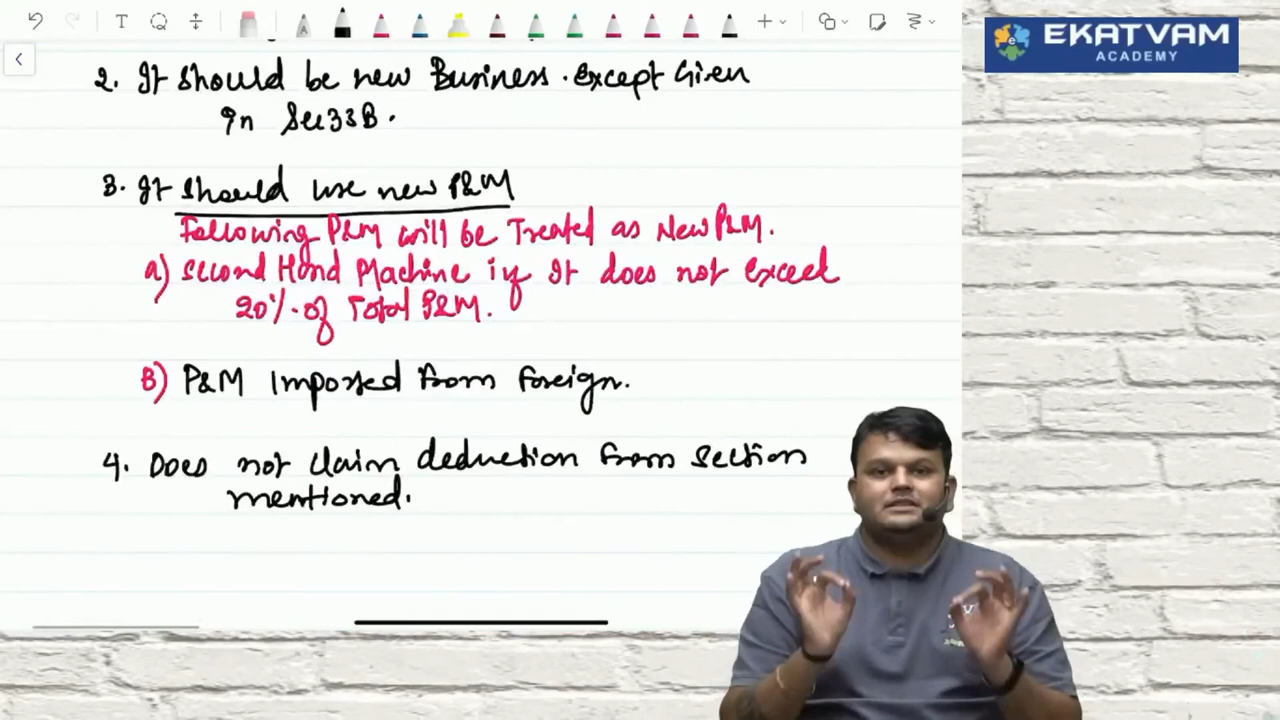 EKATVAM
ACADEMY
2. It should be new Business. Except Given
In Sec33B.
3. It should use new P&M
Following P&M will be Treated as New P&M.
a) Second Hand Machine if It does not exceed
20% of Total P&M.
B) P&M Imported from Foreign.
4. Does not claim deduction from section
mentioned.